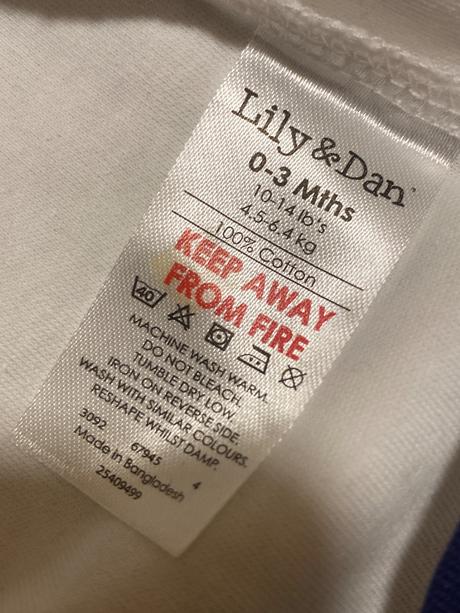 Lily & Dan
0-3 Mths
10-14 lb's
4.5-6.4 kg
100% Cotton
KEEP AWAY
FROM FIRE
40
MACHINE WASH WARM.
DO NOT BLEACH.
TUMBLE DRY LOW.
IRON ON REVERSE SIDE.
WASH WITH SIMILAR COLOURS.
RESHAPE WHILST DAMP.
3092 67945 4
Made in Bangladesh
25409499